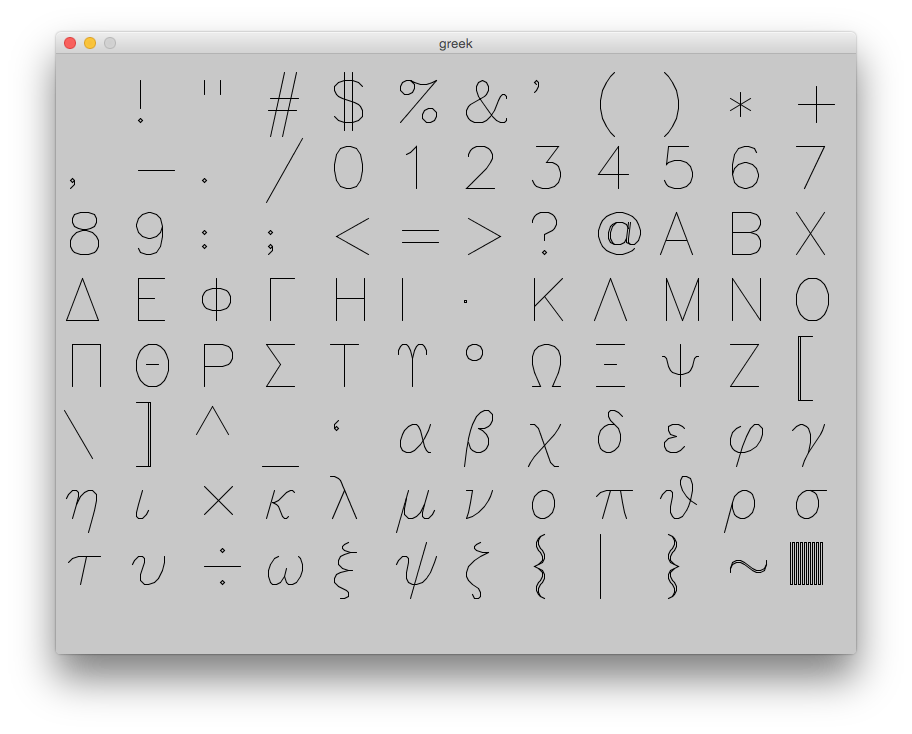 greek
! " # $ % & ’ ( ) * +
, — . / 0 1 2 3 4 5 6 7
8 9 : ; < = > ? @ Α Β Χ
Δ Ε Φ Γ Η Ι · Κ Λ Μ Ν Ο
Π Θ Ρ Σ Τ ϒ ° Ω Ξ Ψ Ζ [
\ ] ^ _ ‘ α β χ δ ε φ γ
η ι × κ λ μ ν ο π ϑ ρ σ
τ υ ÷ ω ξ ψ ζ { | } ~